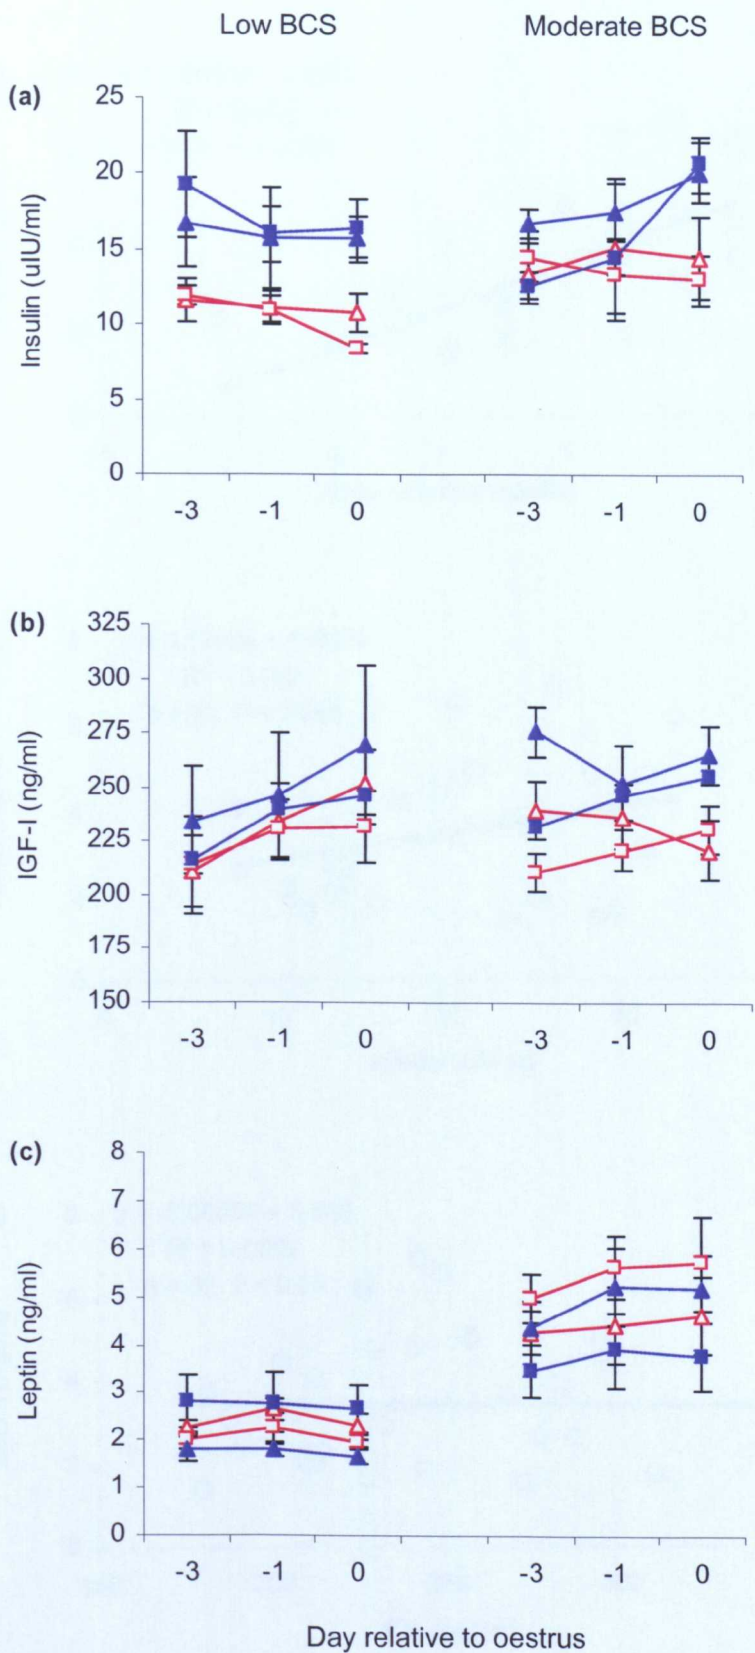 Low BCS Moderate BCS
(a)
Insulin (uIU/ml)
25
20
15
10
5
0
-3 -1 0 -3 -1 0
(b)
IGF-I (ng/ml)
325
300
275
250
225
200
175
150
-3 -1 0 -3 -1 0
(c)
Leptin (ng/ml)
8
7
6
5
4
3
2
1
0
-3 -1 0 -3 -1 0
Day relative to oestrus